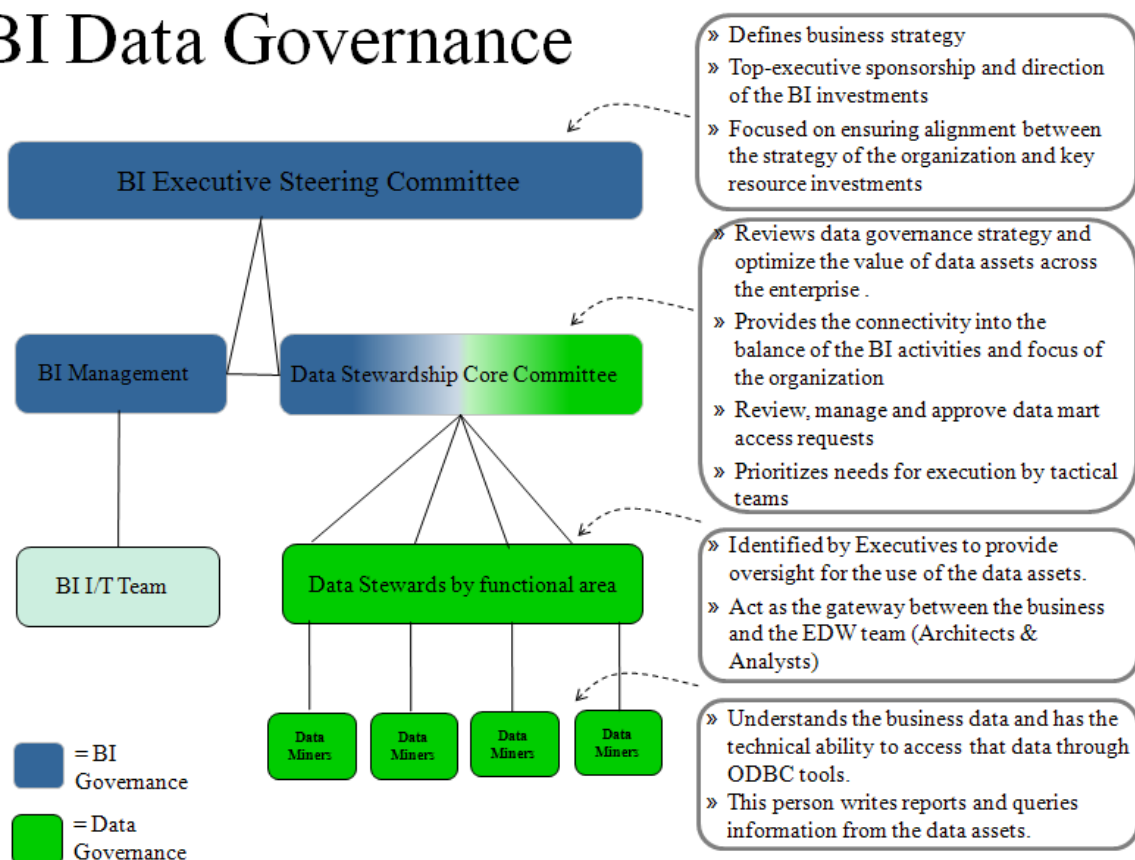 BI Data Governance
» Defines business strategy
» Top-executive sponsorship and direction
of the BI investments
» Focused on ensuring alignment between
the strategy of the organization and key
resource investments
BI Executive Steering Committee
» Reviews data governance strategy and
optimize the value of data assets across
the enterprise .
» Provides the connectivity into the
balance of the BI activities and focus of
the organization
» Review, manage and approve data mart
access requests
» Prioritizes needs for execution by tactical
teams
BI Management
Data Stewardship Core Committee
» Identified by Executives to provide
oversight for the use of the data assets.
» Act as the gateway between the business
and the EDW team (Architects &
Analysts)
BI I/T Team
Data Stewards by functional area
» Understands the business data and has the
technical ability to access that data through
ODBC tools.
» This person writes reports and queries
information from the data assets.
Data
Miners
Data
Miners
Data
Miners
Data
Miners
= BI
Governance
= Data
Governance